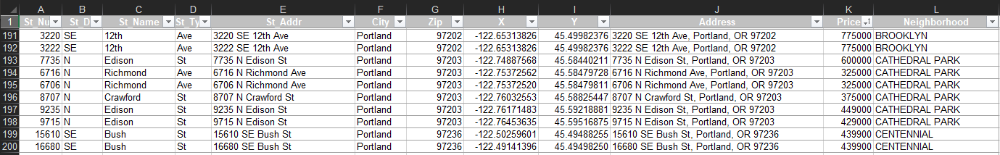 A B C D E F G H I J K L
1 St_Nu St_D St_Name St_Ty St_Addr City Zip X Y Address Price Neighborhood
191 3220 SE 12th Ave 3220 SE 12th Ave Portland 97202 -122.65313826 45.49982376 3220 SE 12th Ave, Portland, OR 97202 775000 BROOKLYN
192 3222 SE 12th Ave 3222 SE 12th Ave Portland 97202 -122.65313826 45.49982376 3222 SE 12th Ave, Portland, OR 97202 775000 BROOKLYN
193 7735 N Edison St 7735 N Edison St Portland 97203 -122.74887568 45.58440211 7735 N Edison St, Portland, OR 97203 600000 CATHEDRAL PARK
194 6716 N Richmond Ave 6716 N Richmond Ave Portland 97203 -122.75372562 45.58479728 6716 N Richmond Ave, Portland, OR 97203 325000 CATHEDRAL PARK
195 6706 N Richmond Ave 6706 N Richmond Ave Portland 97203 -122.75372520 45.58479811 6706 N Richmond Ave, Portland, OR 97203 325000 CATHEDRAL PARK
196 8707 N Crawford St 8707 N Crawford St Portland 97203 -122.76032553 45.58825447 8707 N Crawford St, Portland, OR 97203 375000 CATHEDRAL PARK
197 9235 N Edison St 9235 N Edison St Portland 97203 -122.76171483 45.59218881 9235 N Edison St, Portland, OR 97203 449000 CATHEDRAL PARK
198 9715 N Edison St 9715 N Edison St Portland 97203 -122.76453635 45.59516875 9715 N Edison St, Portland, OR 97203 429000 CATHEDRAL PARK
199 15610 SE Bush St 15610 SE Bush St Portland 97236 -122.50259601 45.49488255 15610 SE Bush St, Portland, OR 97236 439900 CENTENNIAL
200 16680 SE Bush St 16680 SE Bush St Portland 97236 -122.49141396 45.49498250 16680 SE Bush St, Portland, OR 97236 439900 CENTENNIAL